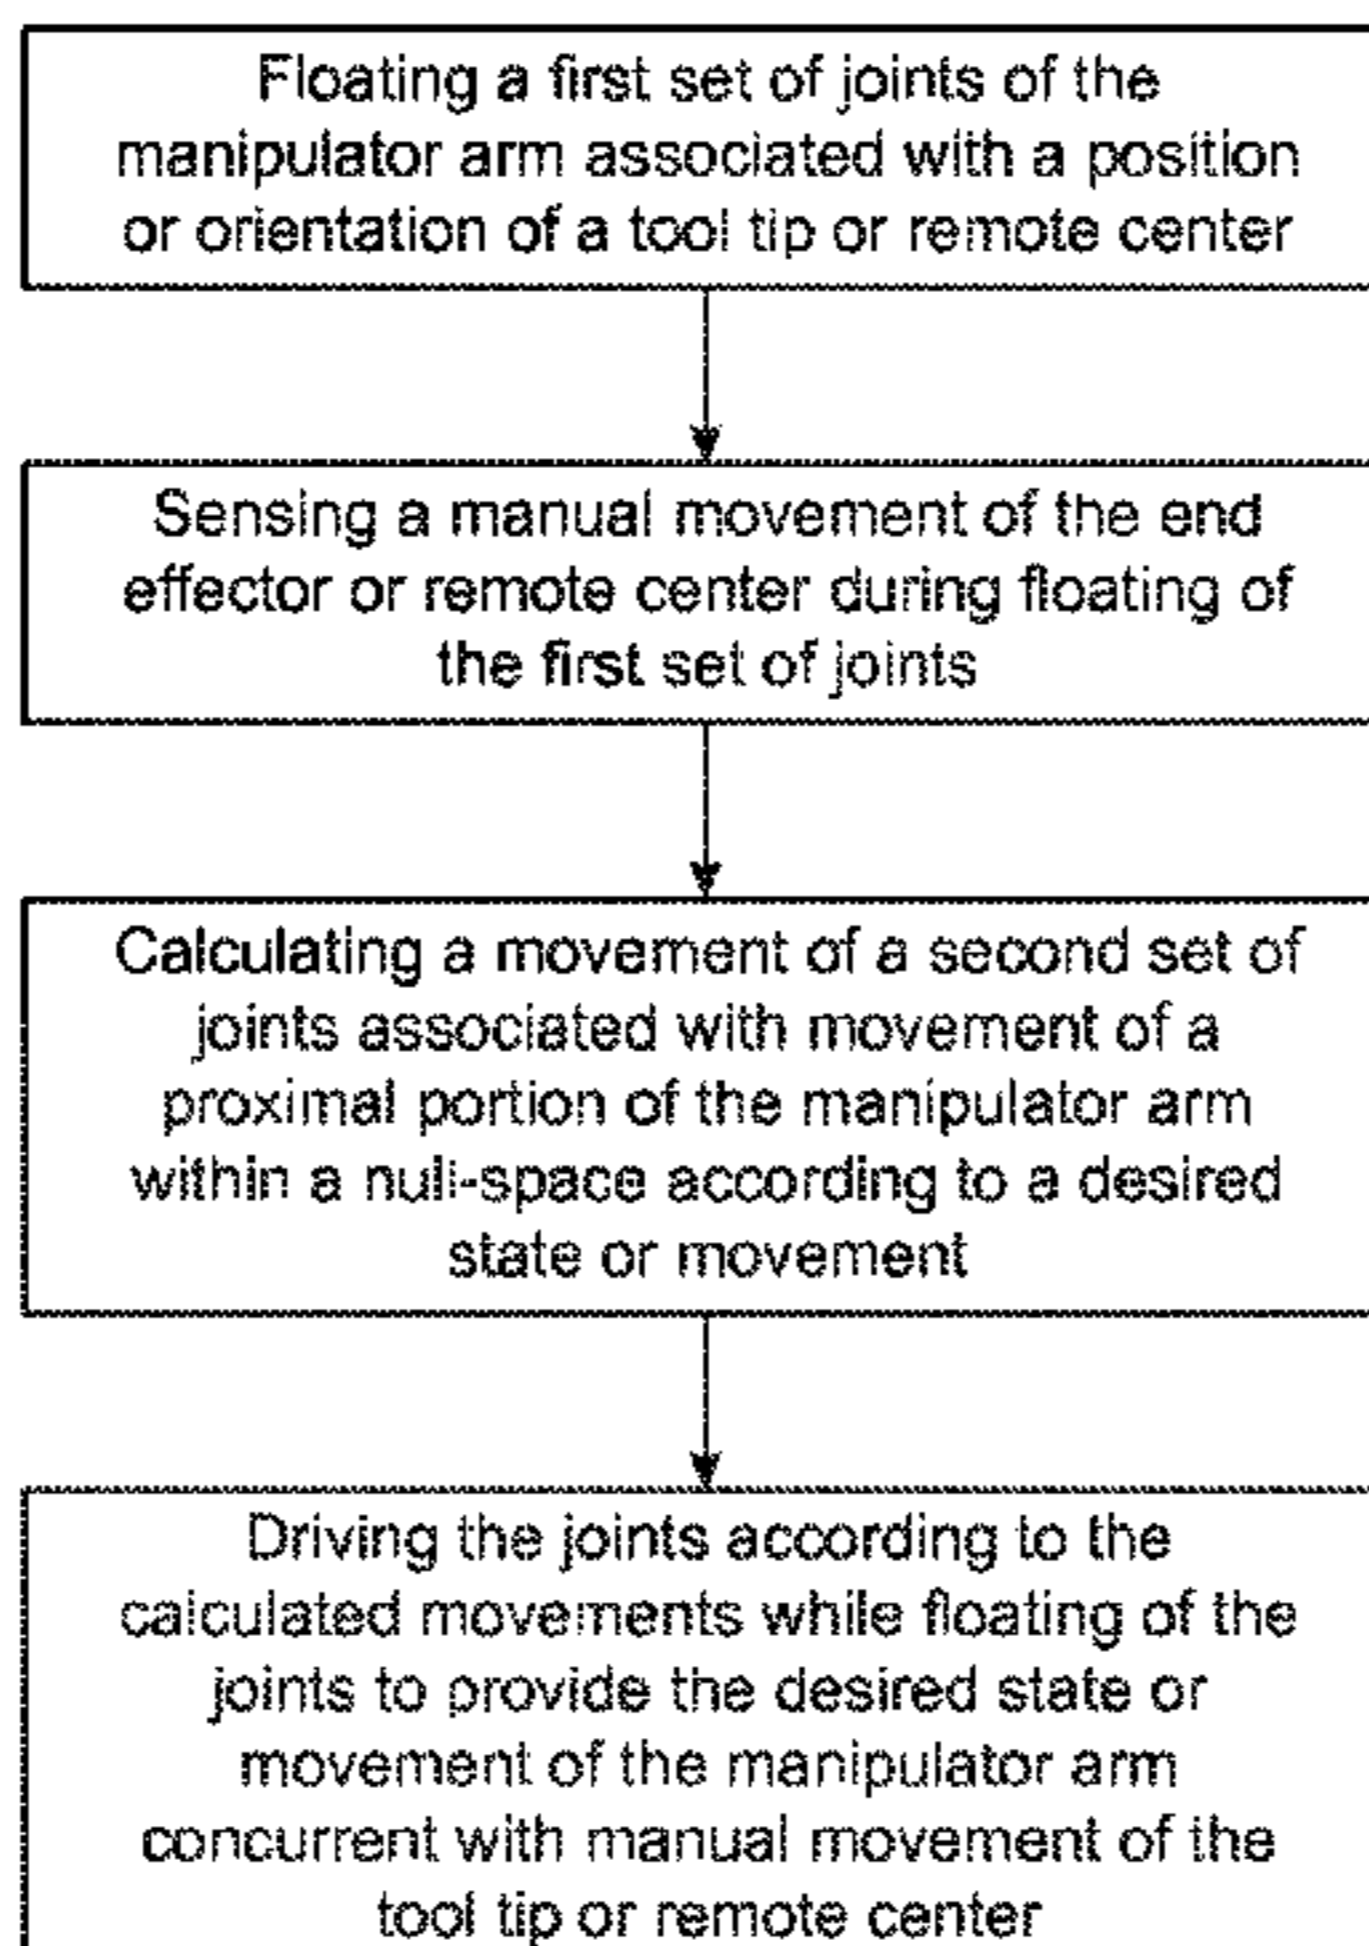 Floating a first set of joints of the
manipulator arm associated with a position
or orientation of a tool tip or remote center
Sensing a manual movement of the end
effector or remote center during floating of
the first set of joints
Calculating a movement of a second set of
joints associated with movement of a
proximal portion of the manipulator arm
within a null-space according to a desired
state or movement
Driving the joints according to the
calculated movements while floating of the
joints to provide the desired state or
movement of the manipulator arm
concurrent with manual movement of the
tool tip or remote center